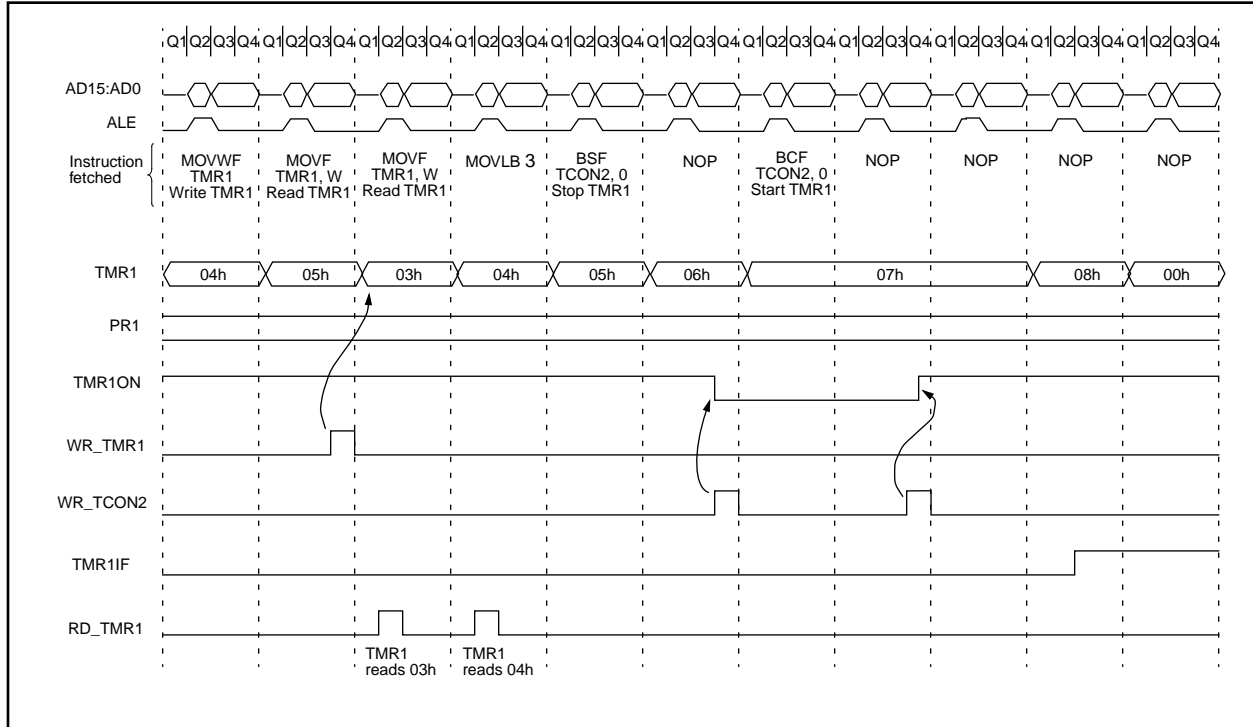 Q1 Q2 Q3 Q4 Q1 Q2 Q3 Q4 Q1 Q2 Q3 Q4 Q1 Q2 Q3 Q4 Q1 Q2 Q3 Q4 Q1 Q2 Q3 Q4 Q1 Q2 Q3 Q4 Q1 Q2 Q3 Q4 Q1 Q2 Q3 Q4 Q1 Q2 Q3 Q4 Q1 Q2 Q3 Q4
AD15:AD0
ALE
Instruction
fetched
MOVWF
TMR1
Write TMR1
MOVF
TMR1, W
Read TMR1
MOVF
TMR1, W
Read TMR1
MOVLB 3
BSF
TCON2, 0
Stop TMR1
NOP
BCF
TCON2, 0
Start TMR1
NOP
NOP
NOP
NOP
TMR1
04h 05h 03h 04h 05h 06h 07h 08h 00h
PR1
TMR1ON
WR_TMR1
WR_TCON2
TMR1IF
RD_TMR1
TMR1
reads 03h
TMR1
reads 04h